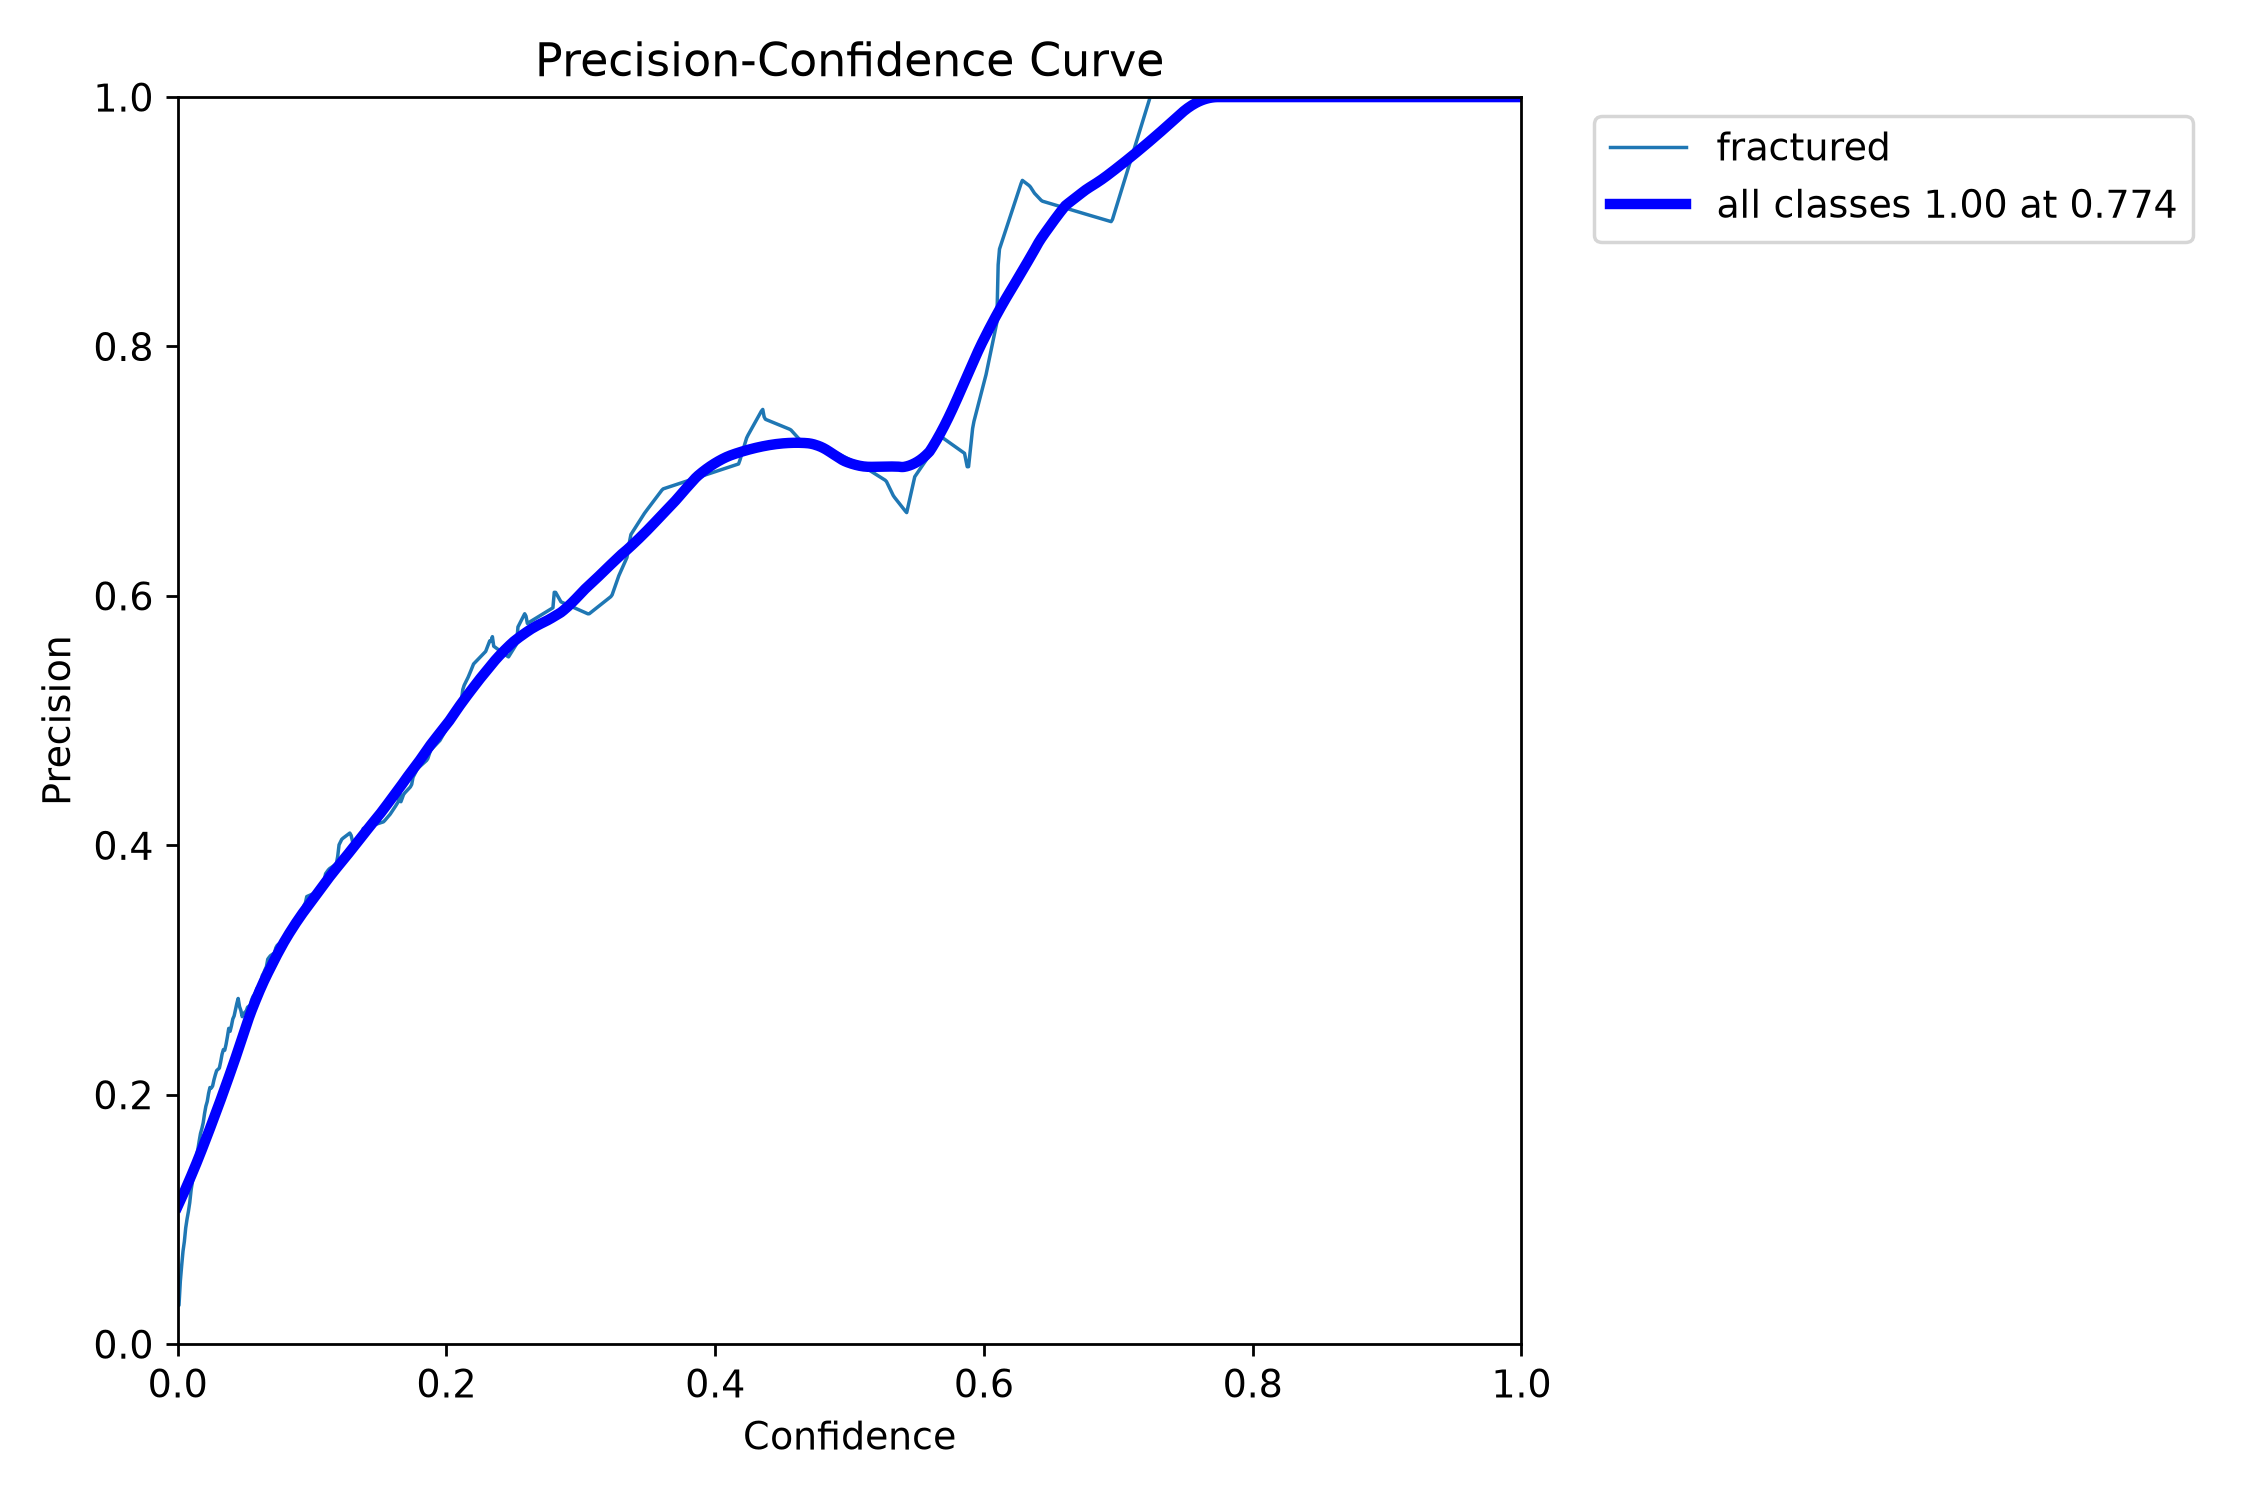 Precision-Confidence Curve
1.0
0.8
0.6
0.4
0.2
0.0
Precision
0.0 0.2 0.4 0.6 0.8 1.0
Confidence
fractured
all classes 1.00 at 0.774